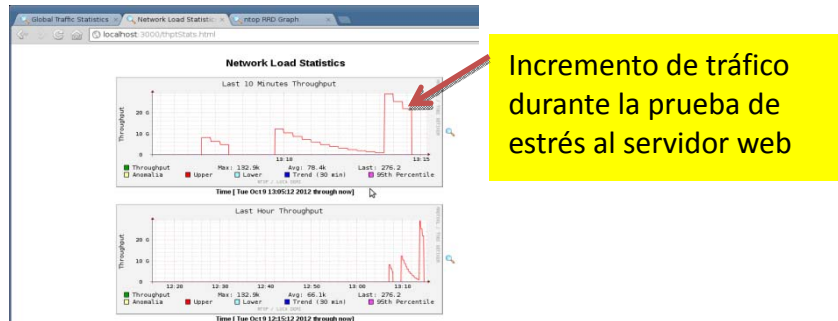 Global Traffic Statistics
Network Load Statistic
ntop RRD Graph
localhost:3000/thptStats.html
Network Load Statistics
Last 10 Minutes Throughput
Throughput
20 G
10 G
0
13:10
13:15
Throughput Max: 132.9k Avg: 78.4k Last: 276.2
Anomalia Upper Lower Trend (30 min) 95th Percentile
Time [ Tue Oct 9 13:05:12 2012 through now]
Last Hour Throughput
Throughput
20 G
10 G
0
12:20 12:30 12:40 12:50 13:00 13:10
Throughput Max: 132.9k Avg: 66.1k Last: 276.2
Anomalia Upper Lower Trend (30 min) 95th Percentile
Time [ Tue Oct 9 12:15:12 2012 through now]
Incremento de tráfico
durante la prueba de
estrés al servidor web